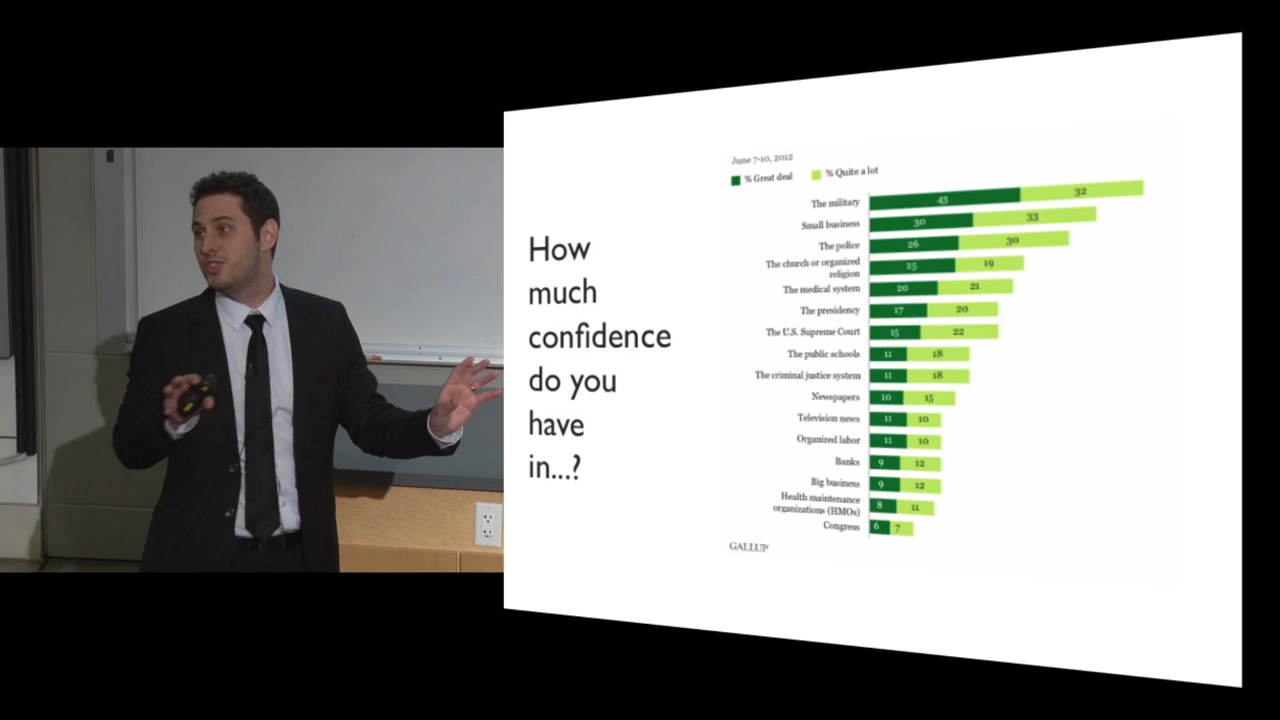 How
much
confidence
do you
have
in...?
June 7-10, 2012
% Great deal
% Quite a lot
The military 43 32
Small business 30 33
The police 26 30
The church or organized
religion 25 19
The medical system 20 21
The presidency 17 20
The U.S. Supreme Court 15 22
The public schools 11 18
The criminal justice system 11 18
Newspapers 10 15
Television news 11 10
Organized labor 11 10
Banks 9 12
Big business 9 12
Health maintenance
organizations (HMOs) 8 11
Congress 6 7
GALLUP